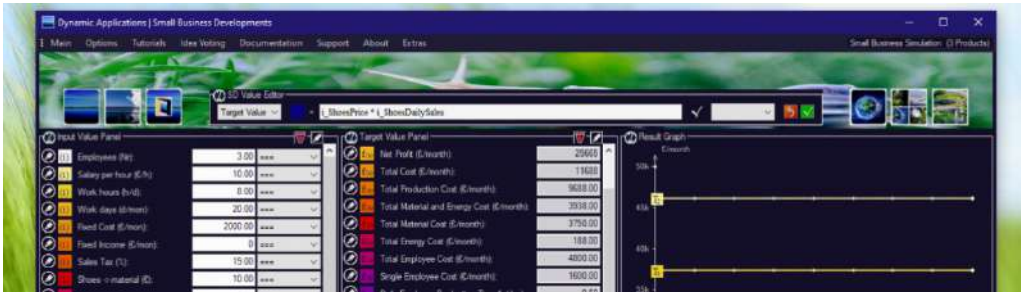 Dynamic Applications | Small Business Developments
Main Options Tutorials Idea Voting Documentation Support About Extras Small Business Simulation (3 Products)
SD Value Editor
Target Value i_ShoesPrice * i_ShoesDailySales
Input Value Panel
Employees (Nr): 3.00 ===
Salary per hour (£): 10.00 ===
Work hours (h/d): 8.00 ===
Work days (d/mon): 20.00 ===
Fixed Cost (£/mon): 2000.00 ===
Fixed Income (£/mon): 0 ===
Sales Tax (%): 15.00 ===
Shoes -> material (£): 10.00 ===
Target Value Panel
Net Profit (£/month): 25665
Total Cost (£/month): 11688
Total Production Cost (£/month): 9688.00
Total Material and Energy Cost (£/month): 3938.00
Total Material Cost (£/month): 3750.00
Total Energy Cost (£/month): 188.00
Total Employee Cost (£/month): 4800.00
Single Employee Cost (£/month): 1600.00
Result Graph
£/month
50k
45k
40k
35k